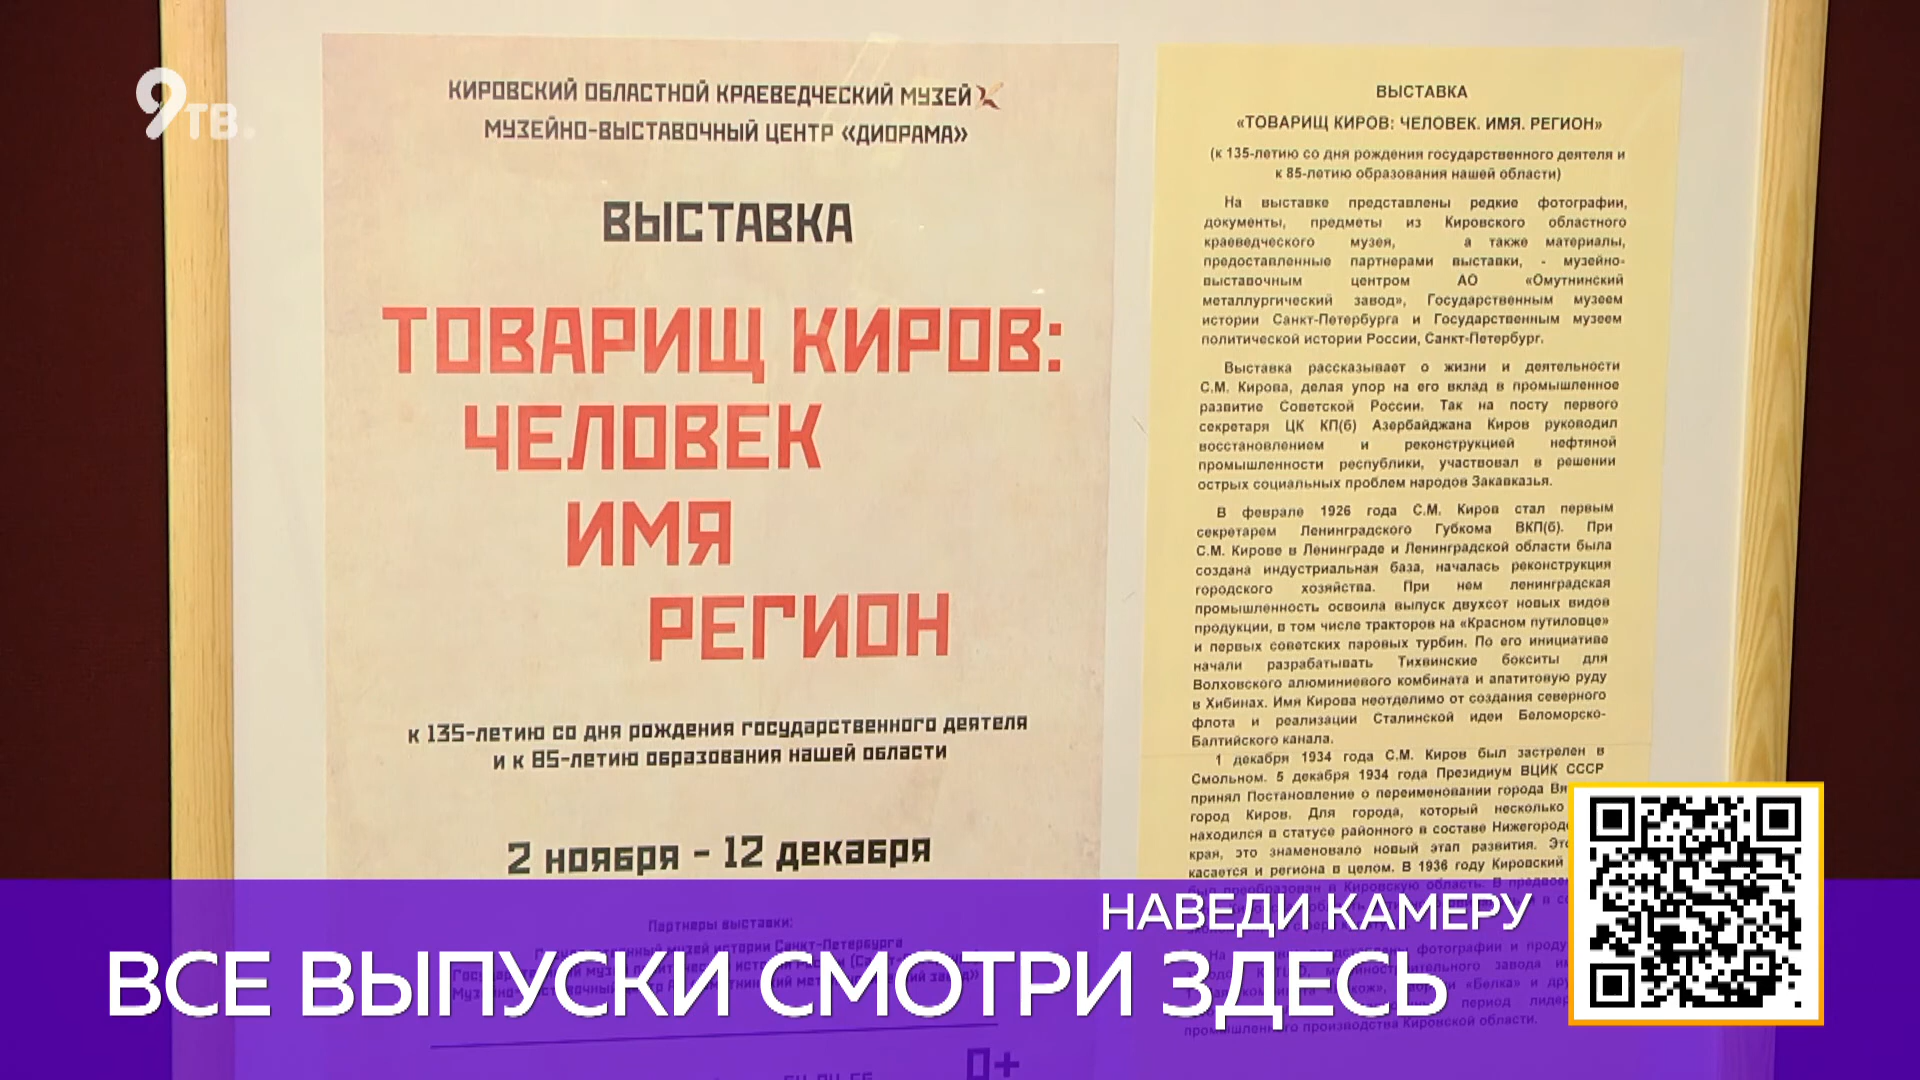 9ТВ.
КИРОВСКИЙ ОБЛАСТНОЙ КРАЕВЕДЧЕСКИЙ МУЗЕЙ
МУЗЕЙНО-ВЫСТАВОЧНЫЙ ЦЕНТР «ДИОРАМА»
ВЫСТАВКА
ТОВАРИЩ КИРОВ:
ЧЕЛОВЕК
ИМЯ
РЕГИОН
к 135-летию со дня рождения государственного деятеля
и к 85-летию образования нашей области
2 ноября - 12 декабря
Партнеры выставки:
0+
ВЫСТАВКА
«ТОВАРИЩ КИРОВ: ЧЕЛОВЕК. ИМЯ. РЕГИОН»
(к 135-летию со дня рождения государственного деятеля и
к 85-летию образования нашей области)
На выставке представлены редкие фотографии,
документы, предметы из Кировского областного
краеведческого музея, а также материалы,
предоставленные партнерами выставки, - музейно-
выставочным центром АО «Омутнинский
металлургический завод», Государственным музеем
истории Санкт-Петербурга и Государственным музеем
политической истории России, Санкт-Петербург.
Выставка рассказывает о жизни и деятельности
С.М. Кирова, делая упор на его вклад в промышленное
развитие Советской России. Так на посту первого
секретаря ЦК КП(б) Азербайджана Киров руководил
восстановлением и реконструкцией нефтяной
промышленности республики, участвовал в решении
острых социальных проблем народов Закавказья.
В феврале 1926 года С.М. Киров стал первым
секретарем Ленинградского Губкома ВКП(б). При
С.М. Кирове в Ленинграде и Ленинградской области была
создана индустриальная база, началась реконструкция
городского хозяйства. При нем ленинградская
промышленность освоила выпуск двухсот новых видов
продукции, в том числе тракторов на «Красном путиловце»
и первых советских паровых турбин. По его инициативе
начали разрабатывать Тихвинские бокситы для
Волховского алюминиевого комбината и апатитовую руду
в Хибинах. Имя Кирова неотделимо от создания северного
флота и реализации Сталинской идеи Беломорско-
Балтийского канала.
1 декабря 1934 года С.М. Киров был застрелен в
Смольном. 5 декабря 1934 года Президиум ВЦИК СССР
принял Постановление о переименовании города
город Киров. Для города, который несколько
находился в статусе районного в составе
края, это знаменовало новый этап развития.
касается и региона в целом. В 1936 году Кировский
был преобразован в Кировскую область. В
фотографии и
«Белка» и
период
промышленного производства Кировской области.
НАВЕДИ КАМЕРУ
ВСЕ ВЫПУСКИ СМОТРИ ЗДЕСЬ